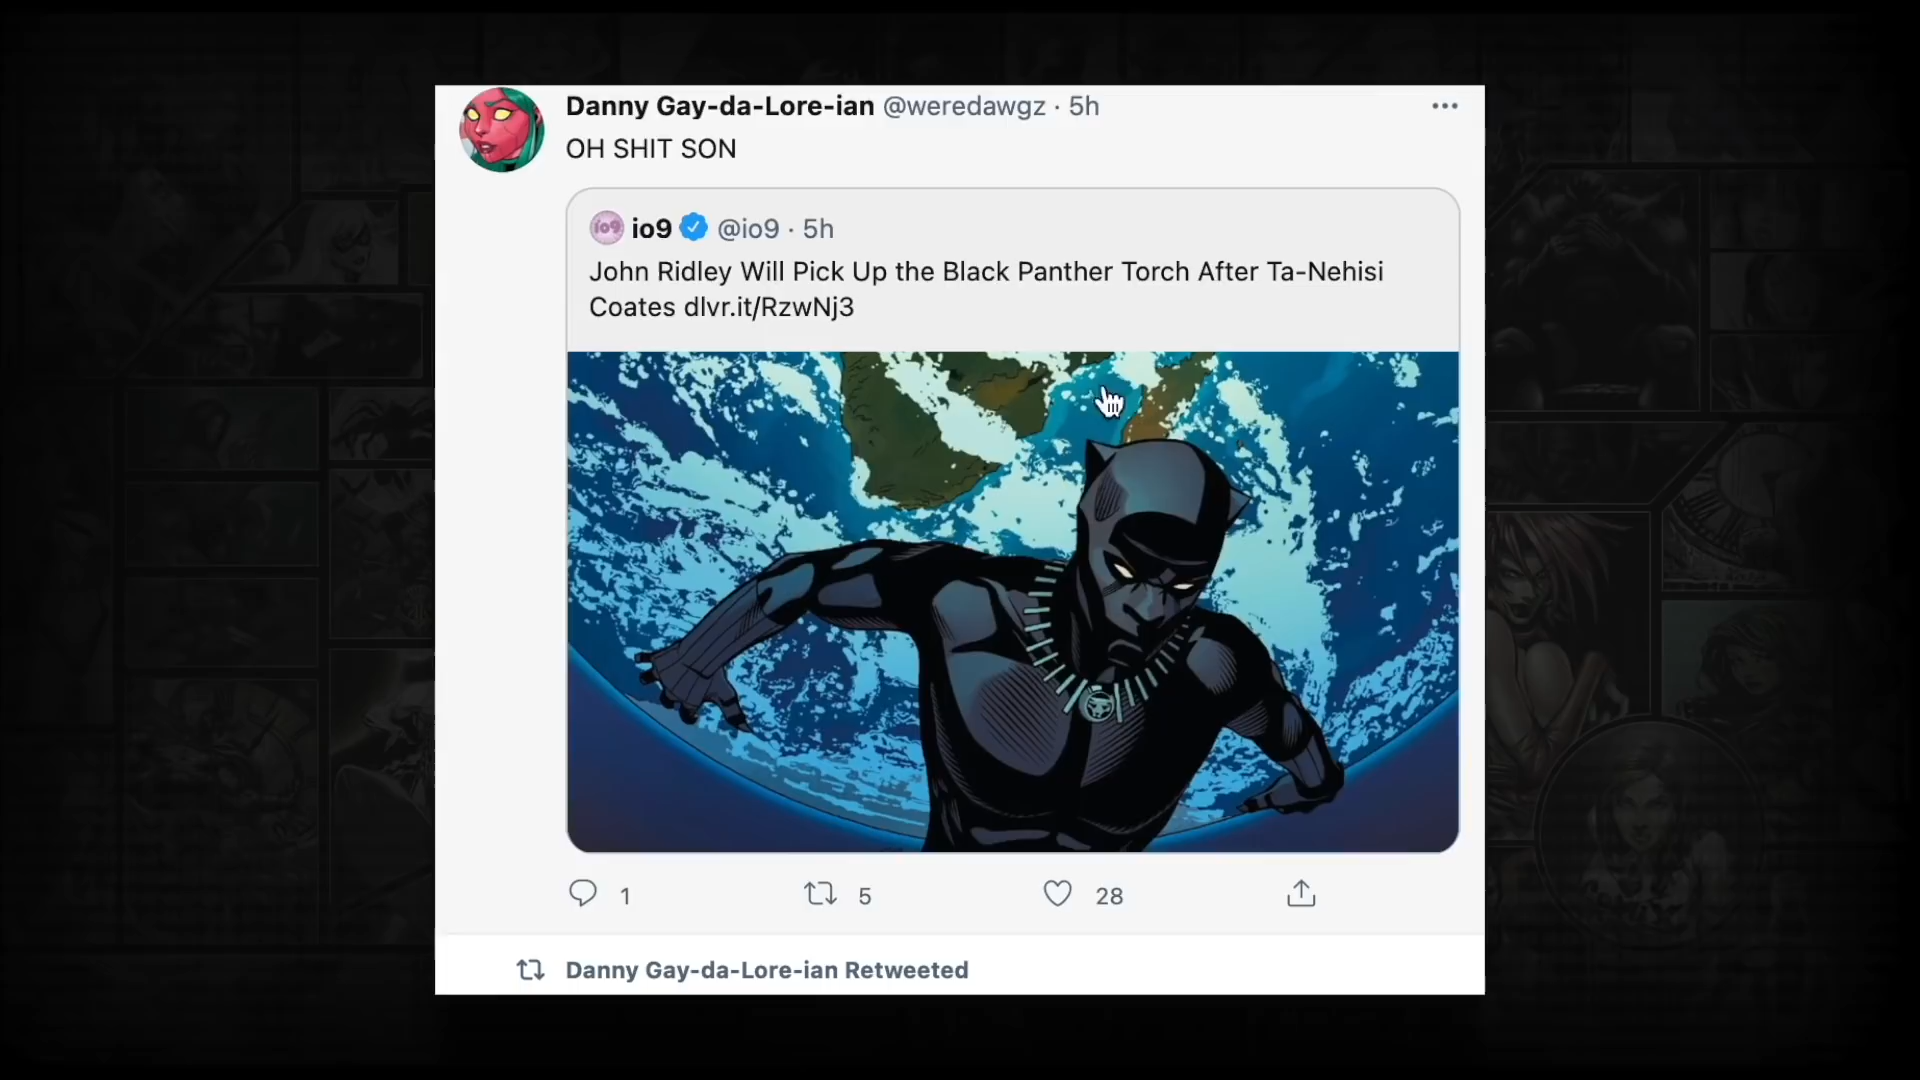 Danny Gay-da-Lore-ian @weredawgz · 5h
OH SHIT SON
io9 io9 @io9 · 5h
John Ridley Will Pick Up the Black Panther Torch After Ta-Nehisi
Coates dlvr.it/RzwNj3
1 5 28
Danny Gay-da-Lore-ian Retweeted